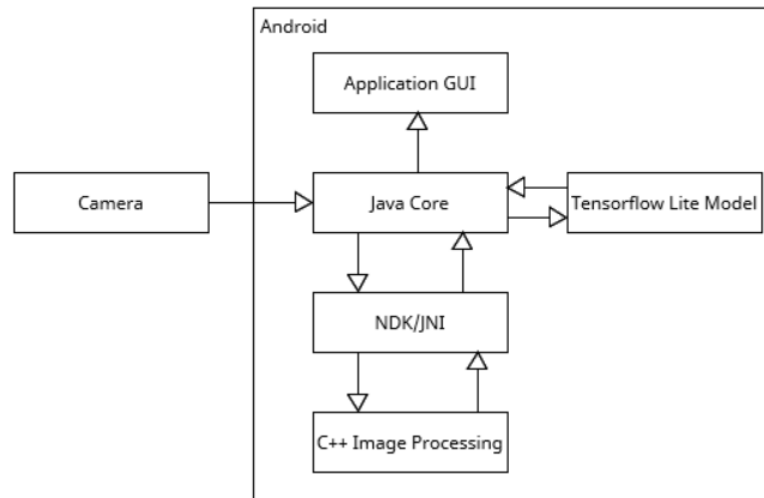 Android
Application GUI
Camera
Java Core
Tensorflow Lite Model
NDK/JNI
C++ Image Processing